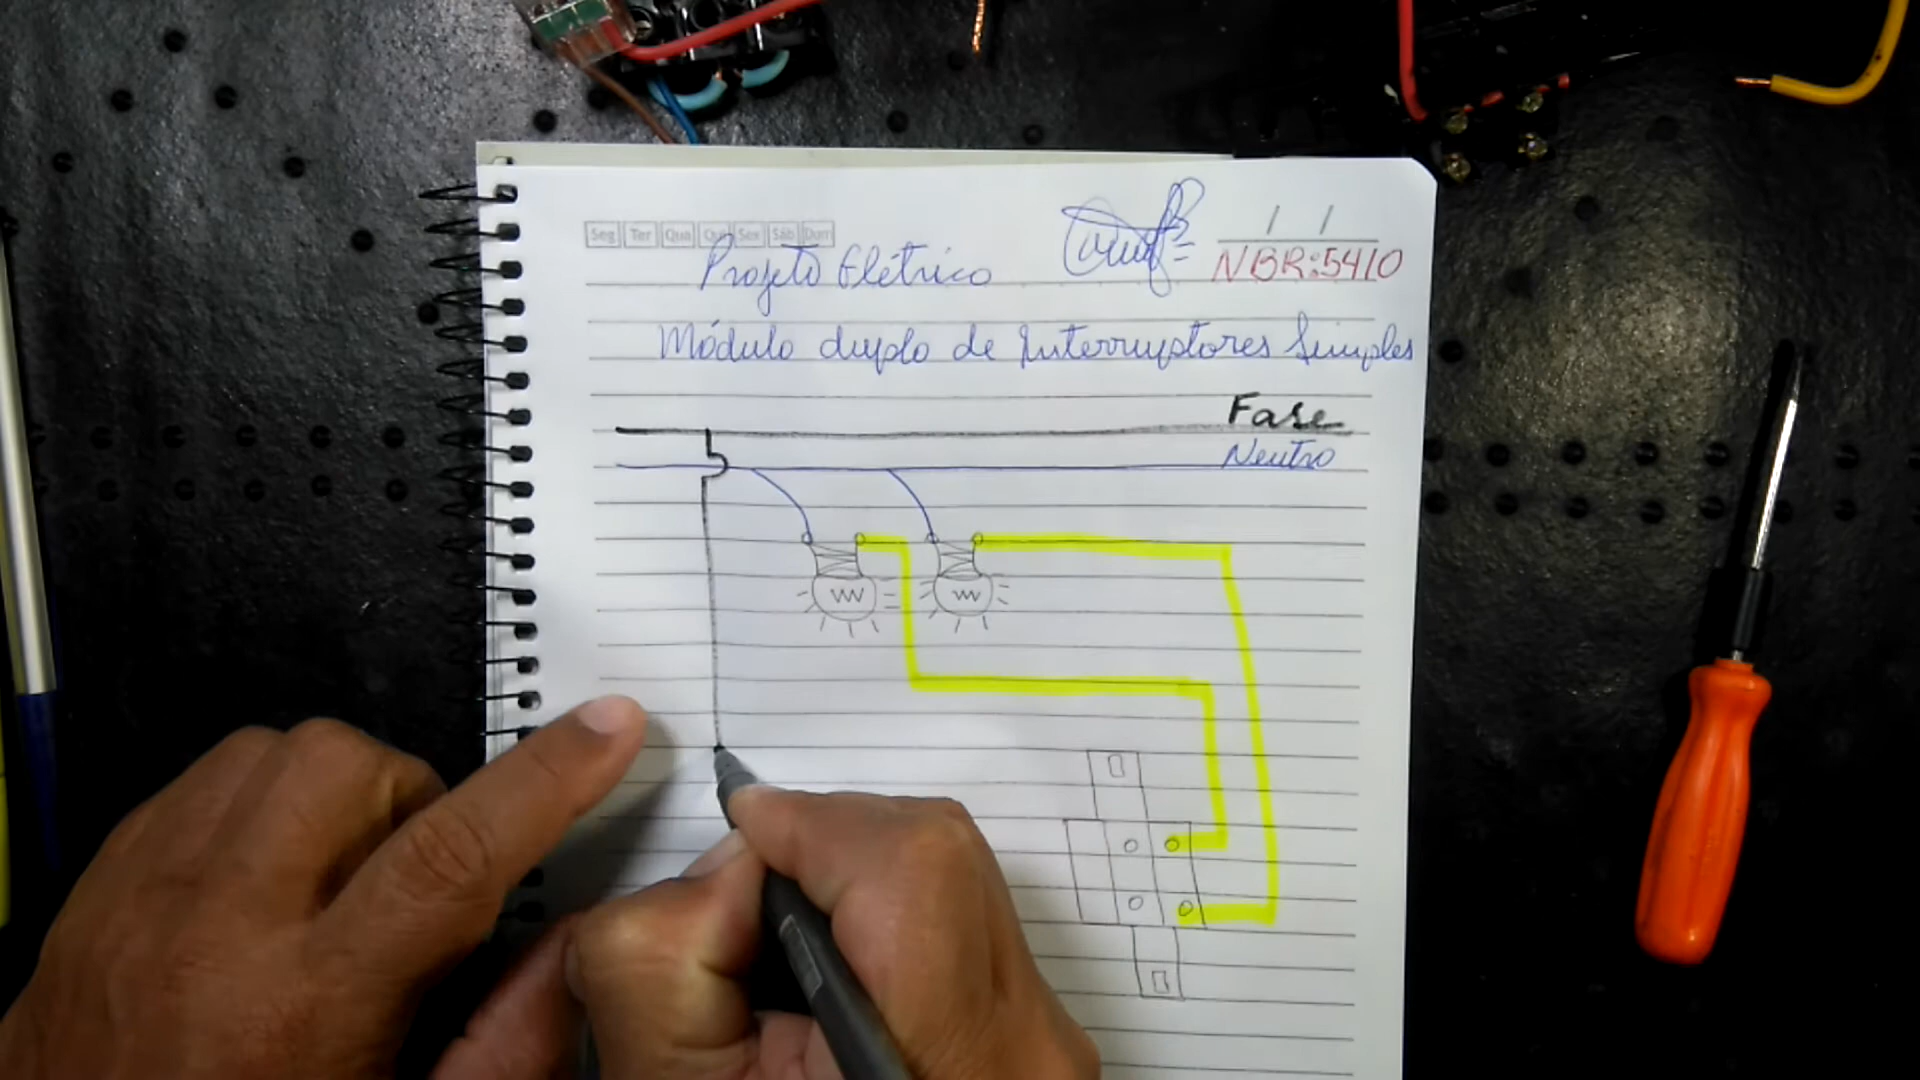 Seg Ter Qua Qui Sex Sáb Dom
/ /
Projeto Elétrico
NBR:5410
Módulo duplo de Interruptores Simples
Fase
Neutro